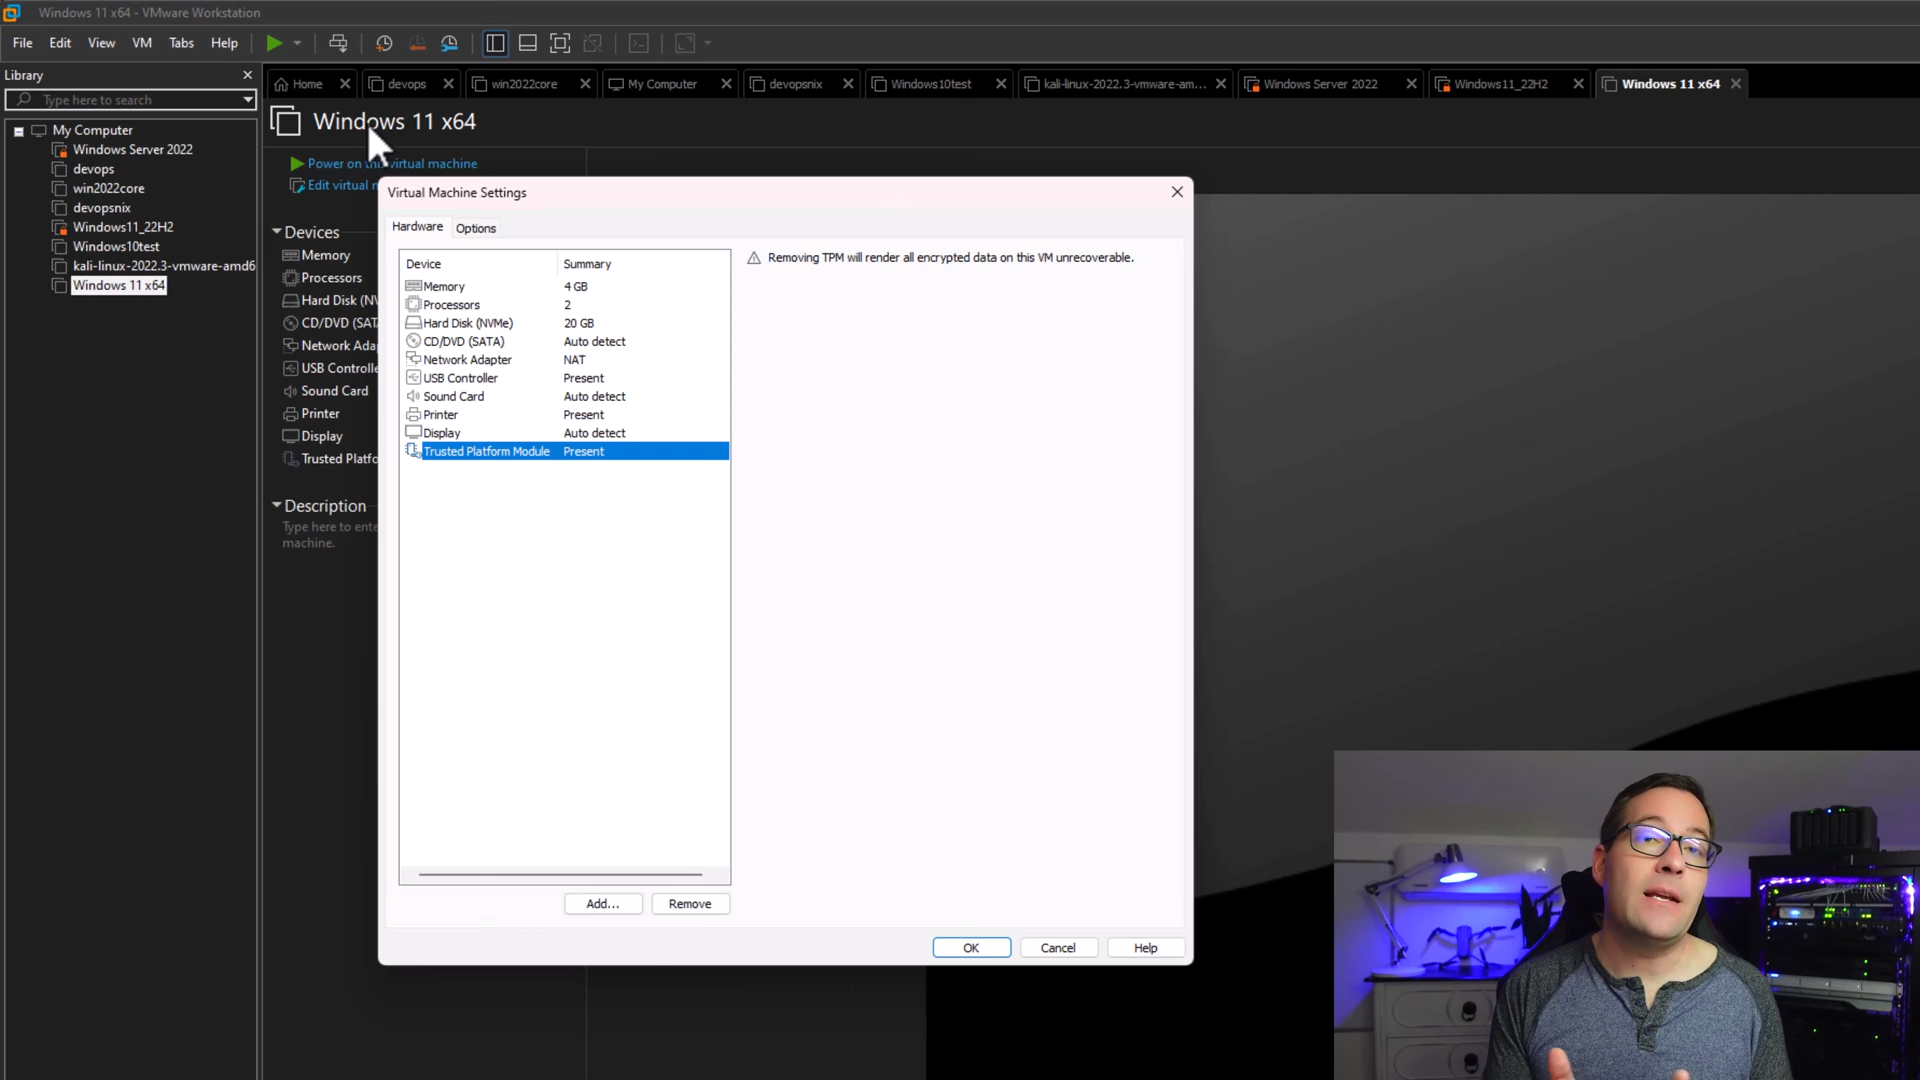 Windows 11 x64 - VMware Workstation
File Edit View VM Tabs Help
Library
Type here to search
My Computer
Windows Server 2022
devops
win2022core
devopsnix
Windows11_22H2
Windows10test
kali-linux-2022.3-vmware-amd6
Windows 11 x64
Home devops win2022core My Computer devopsnix Windows10test kali-linux-2022.3-vmware-am... Windows Server 2022 Windows11_22H2 Windows 11 x64
Windows 11 x64
Power on this virtual machine
Edit virtual m
Devices
Memory
Processors
Hard Disk (NV
CD/DVD (SAT
Network Adap
USB Controlle
Sound Card
Printer
Display
Trusted Platfo
Description
Type here to ente
machine.
Virtual Machine Settings
Hardware Options
Device Summary
Memory 4 GB
Processors 2
Hard Disk (NVMe) 20 GB
CD/DVD (SATA) Auto detect
Network Adapter NAT
USB Controller Present
Sound Card Auto detect
Printer Present
Display Auto detect
Trusted Platform Module Present
Removing TPM will render all encrypted data on this VM unrecoverable.
Add... Remove
OK Cancel Help